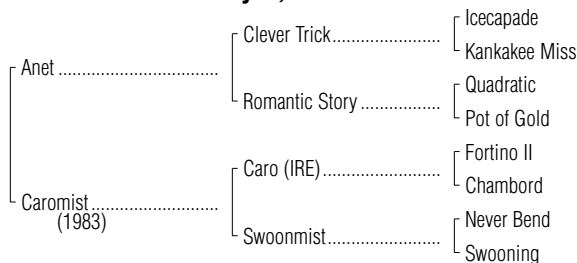 Icecapade
Clever Trick
Kankakee Miss
Anet
Quadratic
Romantic Story
Pot of Gold
Fortino II
Caro (IRE)
Chambord
Caromist
(1983)
Never Bend
Swoonmist
Swooning